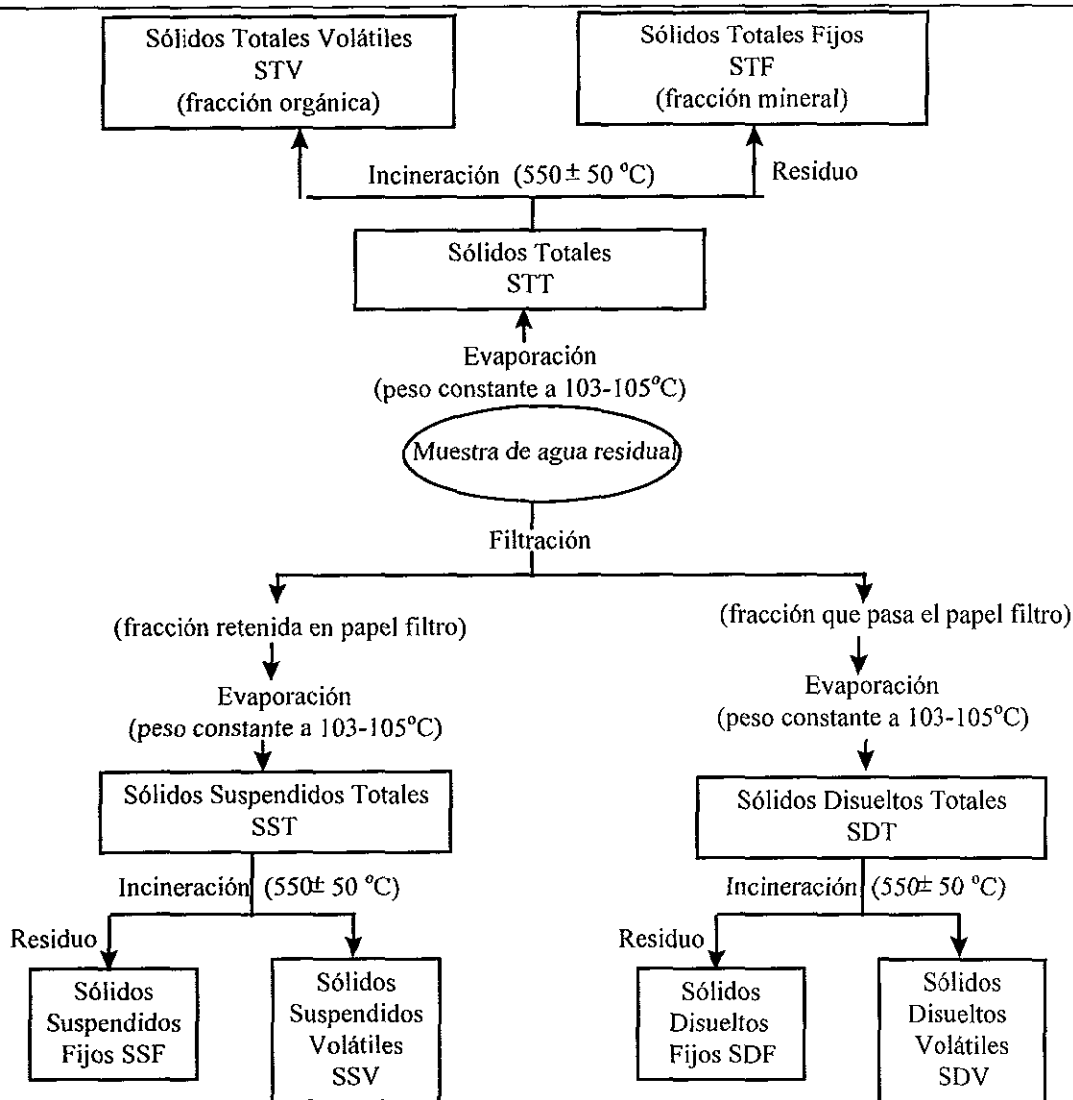 Sólidos Totales Volátiles
STV
(fracción orgánica)
Sólidos Totales Fijos
STF
(fracción mineral)
Incineración (550± 50 °C)
Residuo
Sólidos Totales
STT
Evaporación
(peso constante a 103-105°C)
Muestra de agua residual
Filtración
(fracción retenida en papel filtro)
(fracción que pasa el papel filtro)
Evaporación
(peso constante a 103-105°C)
Evaporación
(peso constante a 103-105°C)
Sólidos Suspendidos Totales
SST
Sólidos Disueltos Totales
SDT
Incineración (550± 50 °C)
Incineración (550± 50 °C)
Residuo
Residuo
Sólidos
Suspendidos
Fijos SSF
Sólidos
Suspendidos
Volátiles
SSV
Sólidos
Disueltos
Fijos SDF
Sólidos
Disueltos
Volátiles
SDV